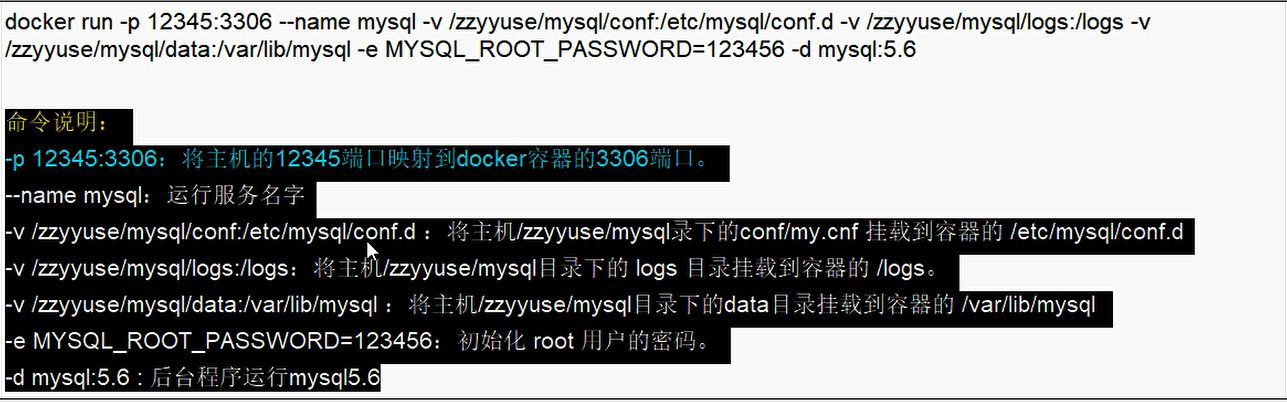 docker run -p 12345:3306 --name mysql -v /zzyyuse/mysql/conf:/etc/mysql/conf.d -v /zzyyuse/mysql/logs:/logs -v
/zzyyuse/mysql/data:/var/lib/mysql -e MYSQL_ROOT_PASSWORD=123456 -d mysql:5.6
命令说明：
-p 12345:3306：将主机的12345端口映射到docker容器的3306端口。
--name mysql：运行服务名字
-v /zzyyuse/mysql/conf:/etc/mysql/conf.d ：将主机/zzyyuse/mysql录下的conf/my.cnf 挂载到容器的 /etc/mysql/conf.d
-v /zzyyuse/mysql/logs:/logs：将主机/zzyyuse/mysql目录下的 logs 目录挂载到容器的 /logs。
-v /zzyyuse/mysql/data:/var/lib/mysql ：将主机/zzyyuse/mysql目录下的data目录挂载到容器的 /var/lib/mysql
-e MYSQL_ROOT_PASSWORD=123456：初始化 root 用户的密码。
-d mysql:5.6 : 后台程序运行mysql5.6